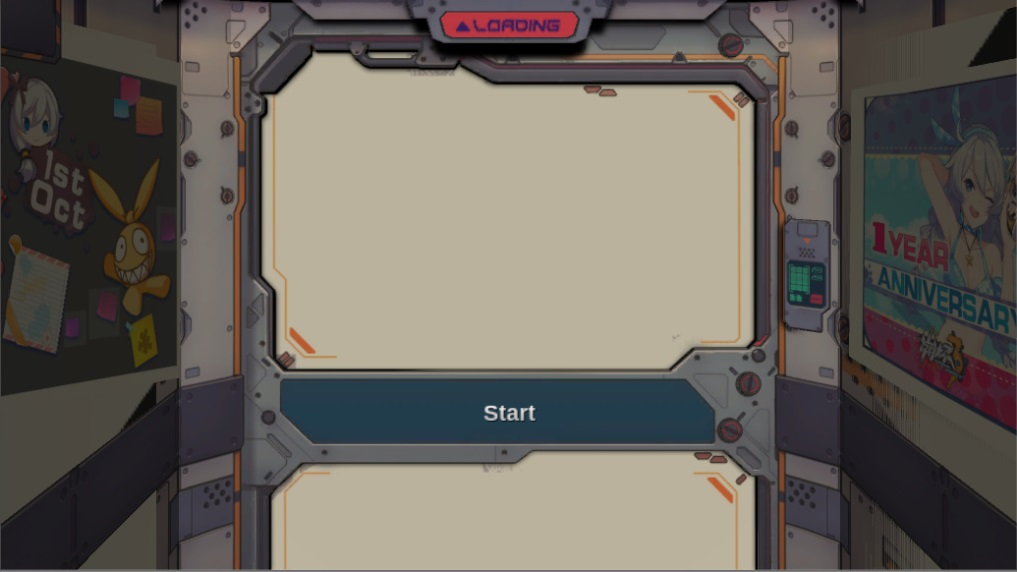 LOADING
1st
Oct
1 YEAR
ANNIVERSARY
Start